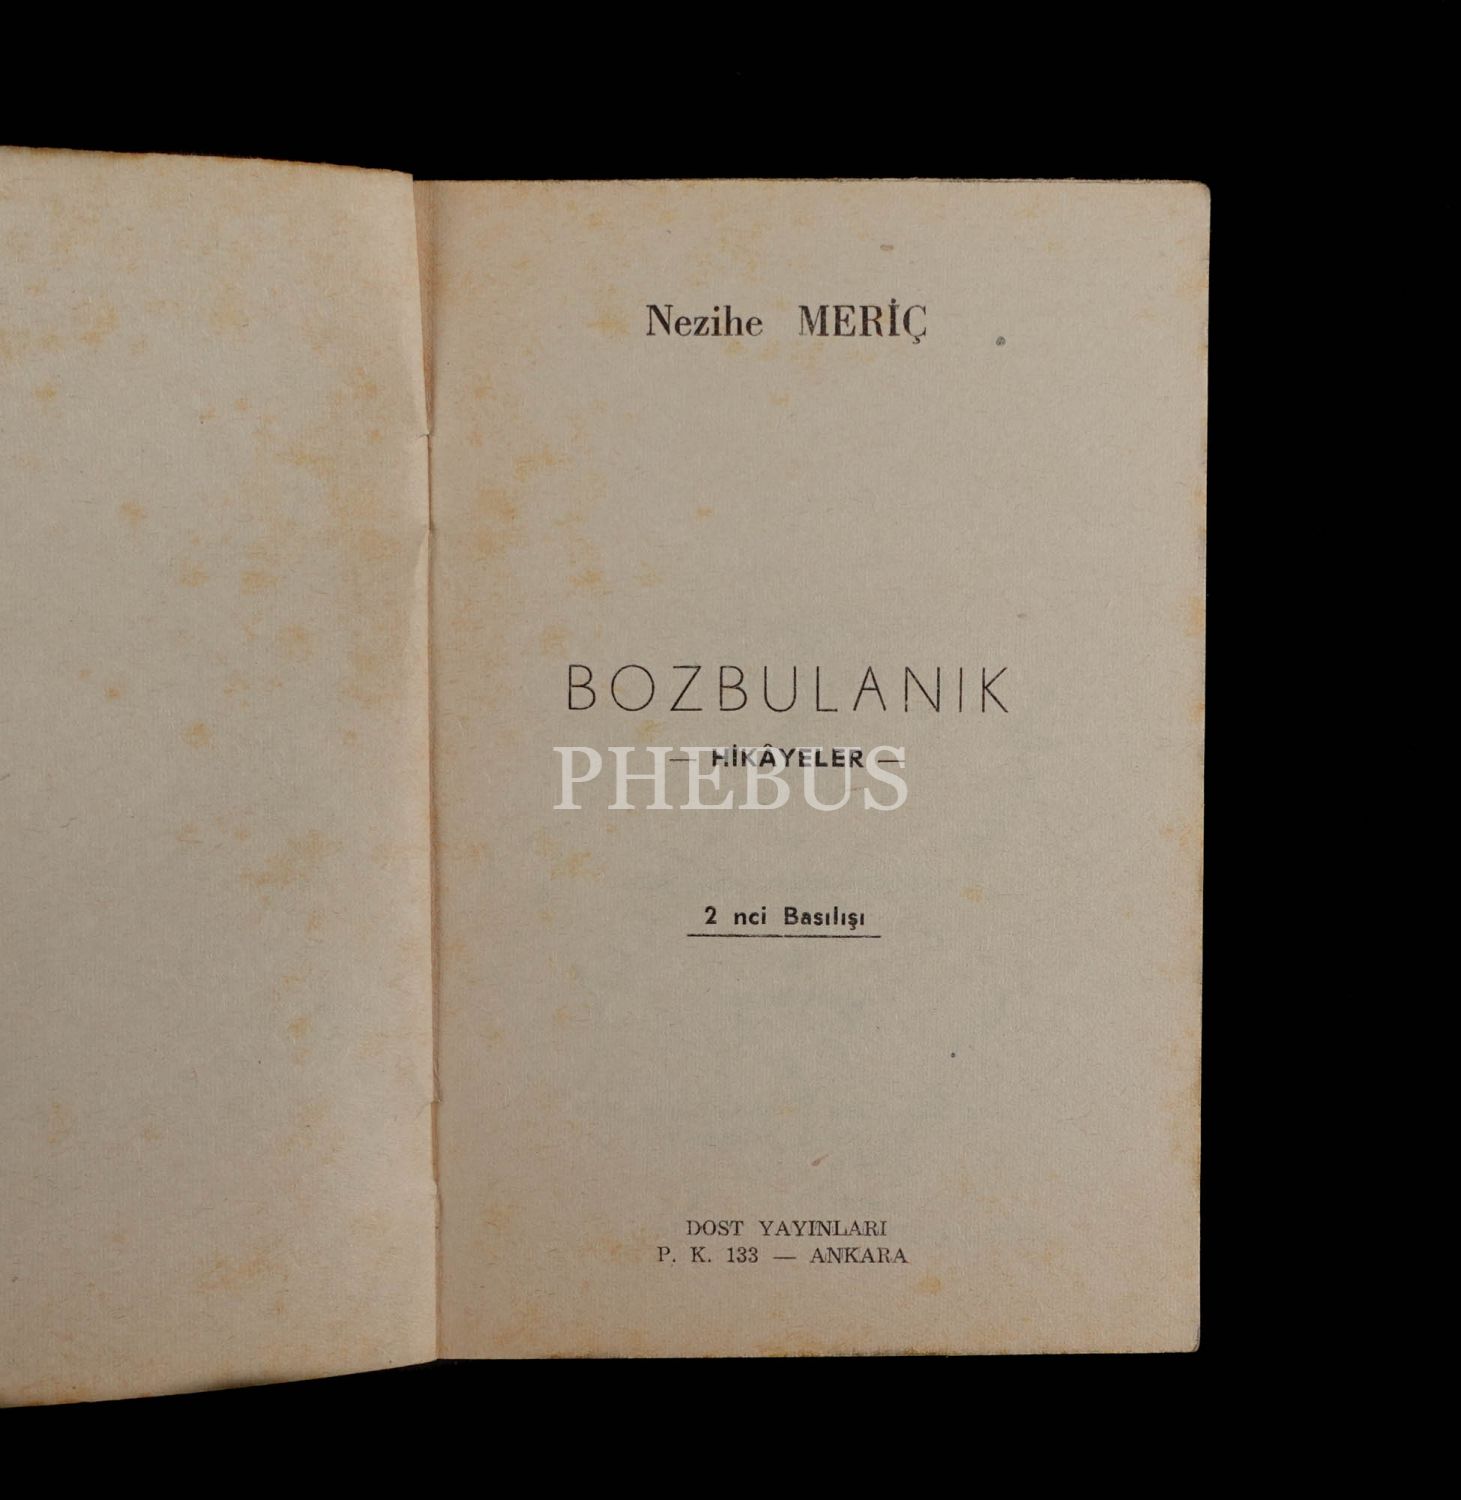 Nezihe MERİÇ
BOZBULANIK
— HİKÂYELER —
PHEBUS
2 nci Basılışı
DOST YAYINLARI
P. K. 133 — ANKARA